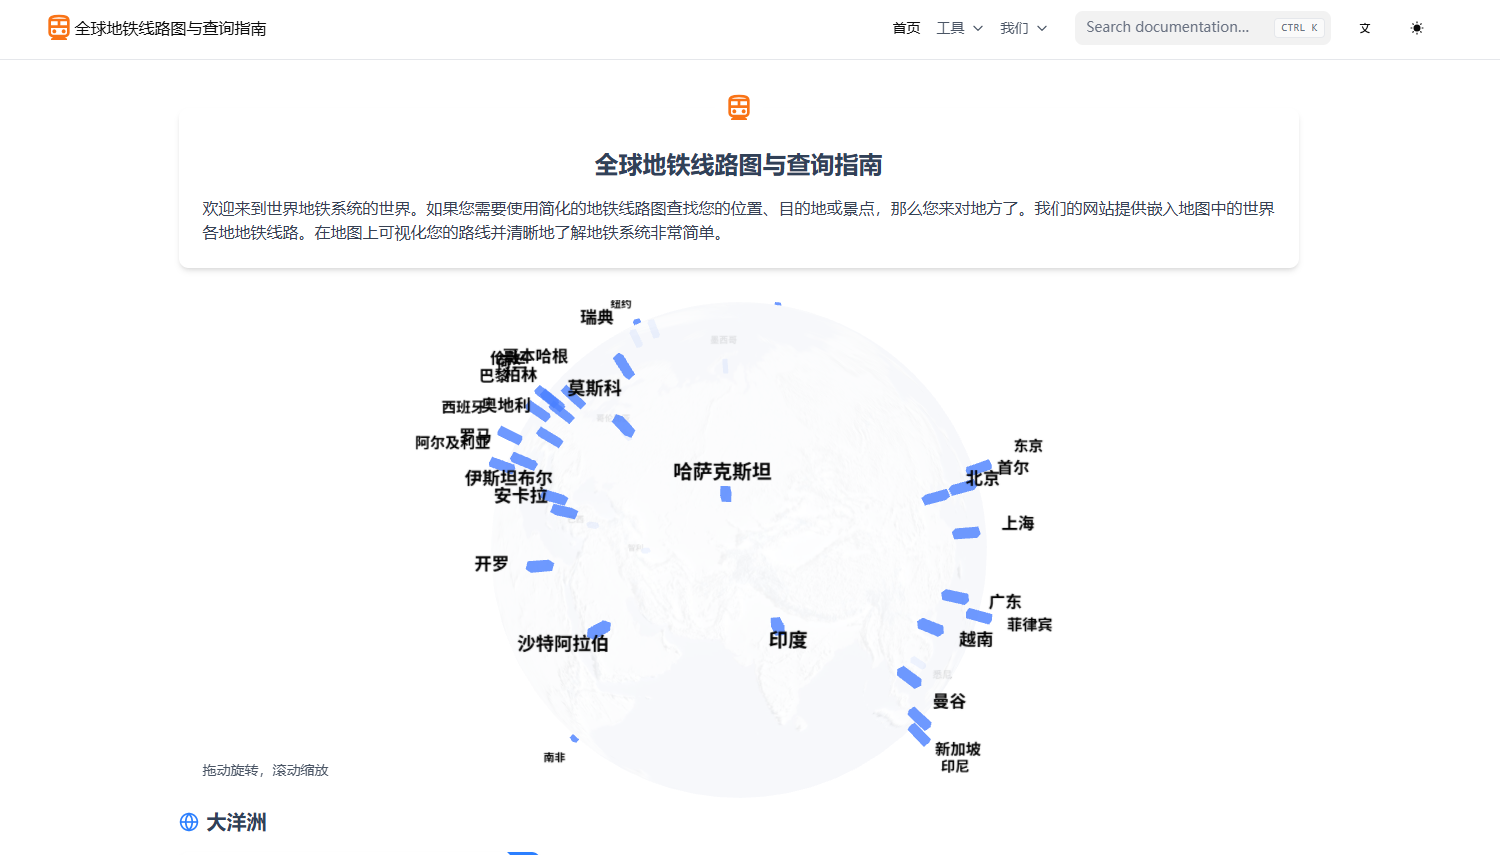 全球地铁线路图与查询指南
首页
工具
我们
Search documentation...
CTRL K
文
全球地铁线路图与查询指南
欢迎来到世界地铁系统的世界。如果您需要使用简化的地铁线路图查找您的位置、目的地或景点，那么您来对地方了。我们的网站提供嵌入地图中的世界
各地地铁线路。在地图上可视化您的路线并清晰地了解地铁系统非常简单。
纽约
瑞典
墨西哥
哥本哈根
巴黎
柏林
莫斯科
西班牙
奥地利
罗马
阿尔及利亚
东京
首尔
北京
哈萨克斯坦
伊斯坦布尔
安卡拉
上海
开罗
广东
菲律宾
越南
沙特阿拉伯
印度
曼谷
新加坡
印尼
南非
拖动旋转，滚动缩放
大洋洲